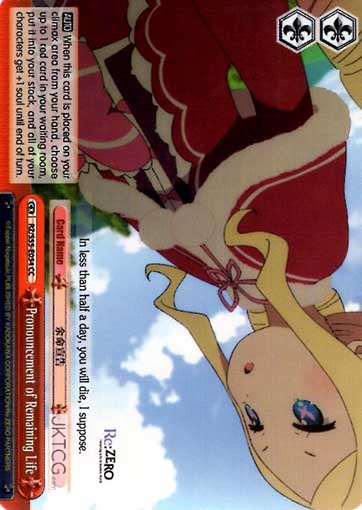 [AUTO] When this card is placed on your
climax area from your hand, choose
up to 1 red card in your waiting room,
put it into your stock, and all of your
characters get +1 soul until end of turn.
In less than half a day, you will die, I suppose.
Re:ZERO
Card Name
余命宣告
JKTCG
CC
RZ/S55-E054 CC
Pronouncement of Remaining Life